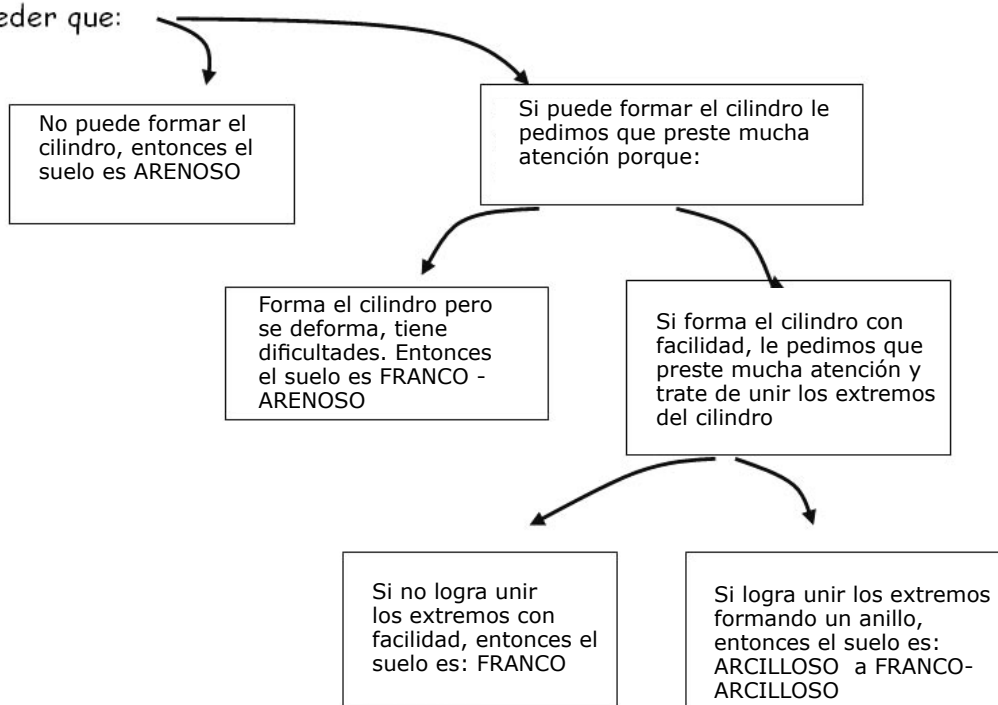 que:
No puede formar el
cilindro, entonces el
suelo es ARENOSO
Si puede formar el cilindro le
pedimos que preste mucha
atención porque:
Forma el cilindro pero
se deforma, tiene
dificultades. Entonces
el suelo es FRANCO -
ARENOSO
Si forma el cilindro con
facilidad, le pedimos que
preste mucha atención y
trate de unir los extremos
del cilindro
Si no logra unir
los extremos con
facilidad, entonces el
suelo es: FRANCO
Si logra unir los extremos
formando un anillo,
entonces el suelo es:
ARCILLOSO a FRANCO-
ARCILLOSO